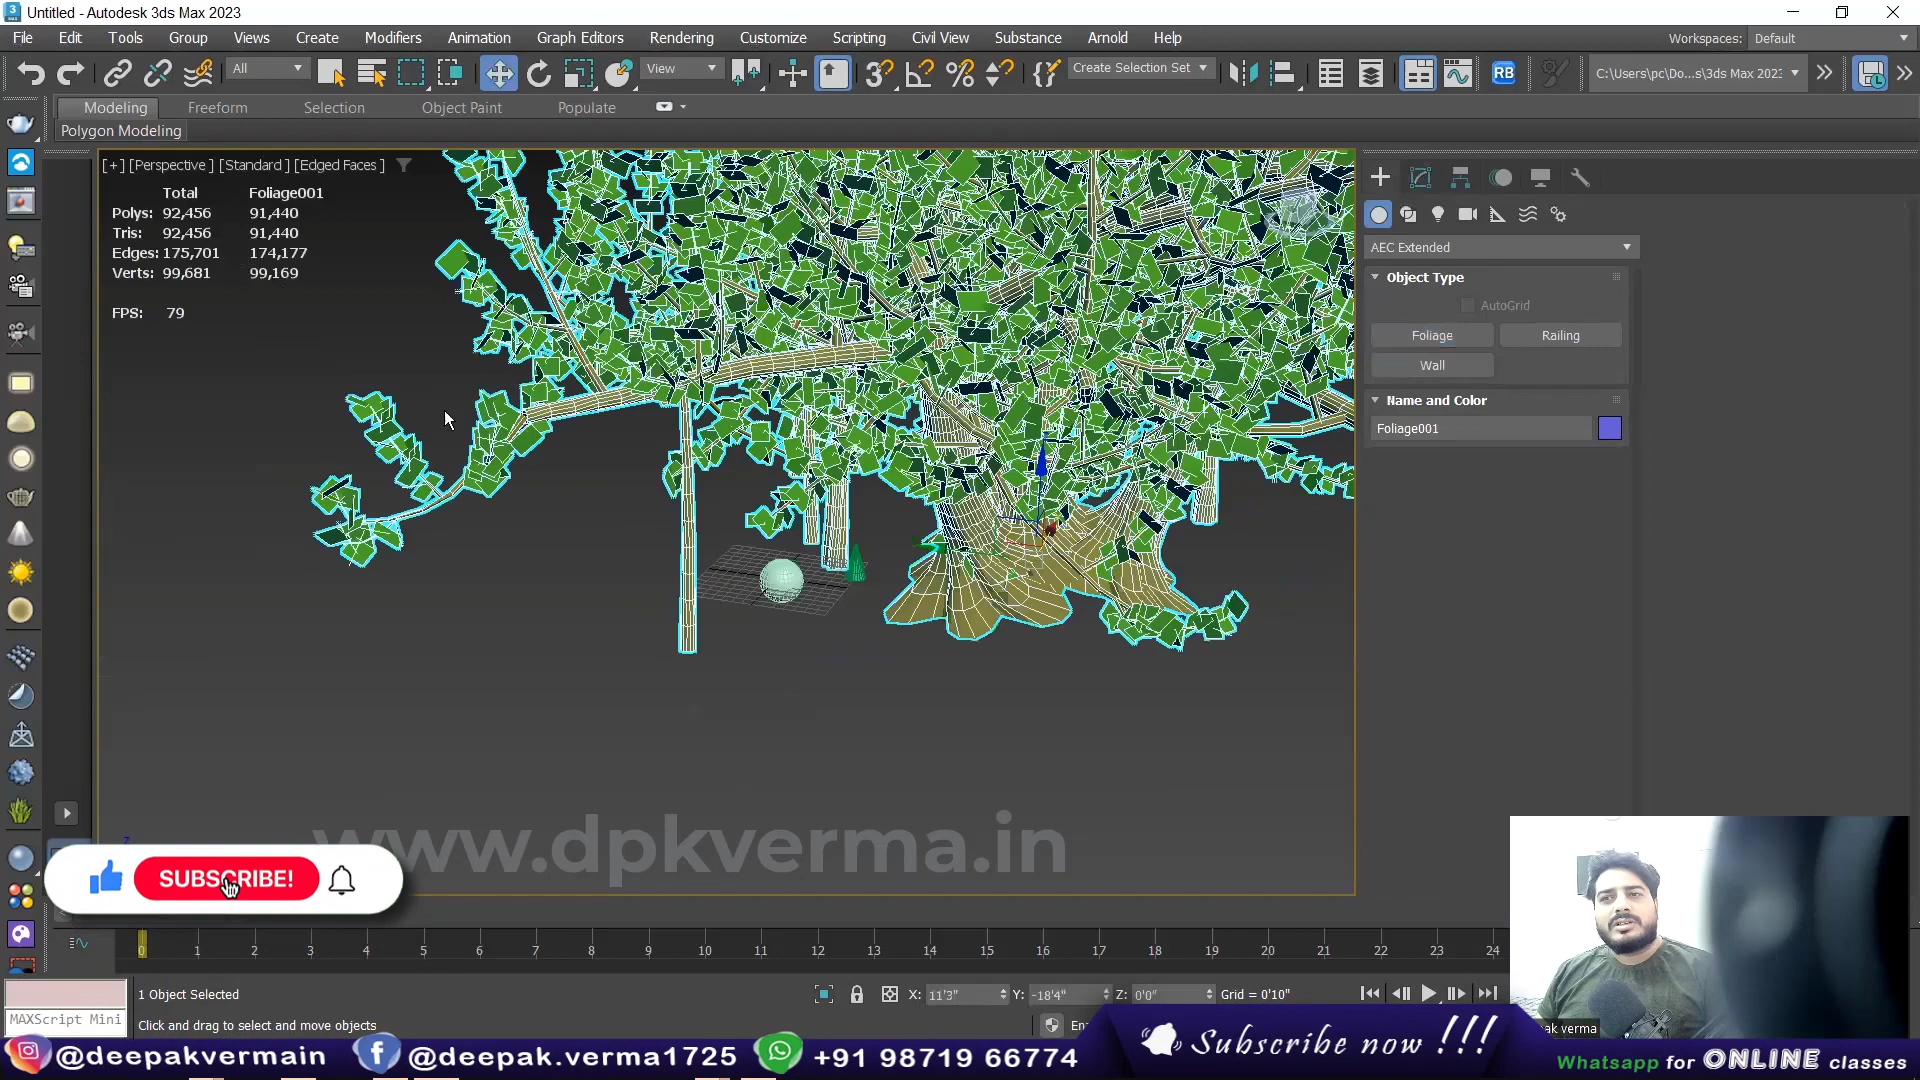 Untitled - Autodesk 3ds Max 2023
File Edit Tools Group Views Create Modifiers Animation Graph Editors Rendering Customize Scripting Civil View Substance Arnold Help
Workspaces: Default
All
View
Create Selection Set
RB
C:\Users\pc\Do...s\3ds Max 2023
Modeling Freeform Selection Object Paint Populate
Polygon Modeling
[+] [Perspective] [Standard] [Edged Faces]
Total Foliage001
Polys: 92,456 91,440
Tris: 92,456 91,440
Edges: 175,701 174,177
Verts: 99,681 99,169
FPS: 79
AEC Extended
Object Type
AutoGrid
Foliage Railing
Wall
Name and Color
Foliage001
www.dpkverma.in
SUBSCRIBE!
0 1 2 3 4 5 6 7 8 9 10 11 12 13 14 15 16 17 18 19 20 21 22 23 24
1 Object Selected
X: 11'3" Y: -18'4" Z: 0'0" Grid = 0'10"
MAXScript Mini
Click and drag to select and move objects
ak verma
@deepakvermain @deepak.verma1725 +91 98719 66774
Subscribe now !!!
Whatsapp for ONLINE classes